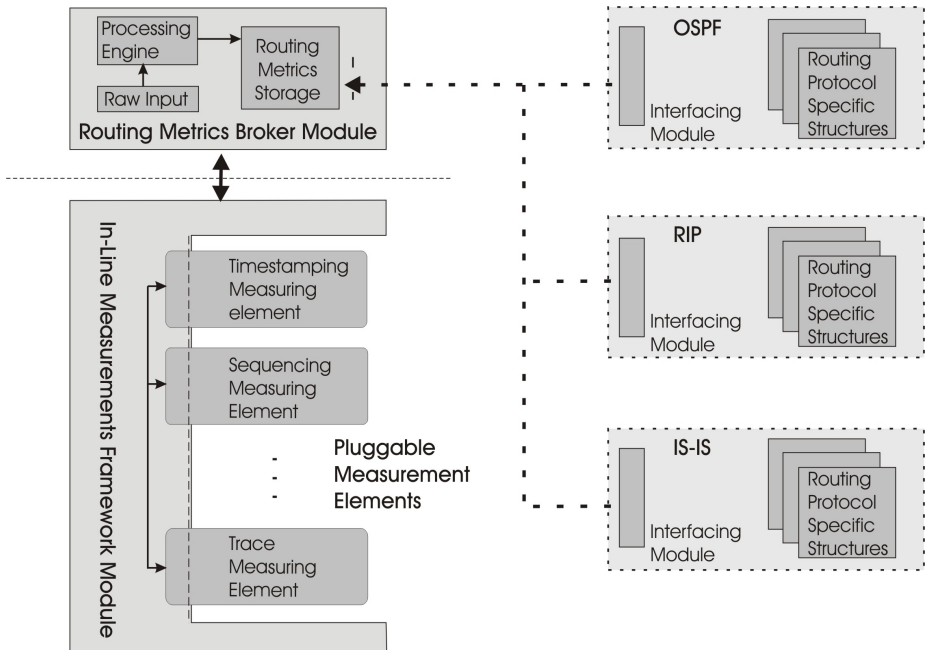 Processing
Engine
Raw Input
Routing
Metrics
Storage
Routing Metrics Broker Module
In-Line Measurements Framework Module
Timestamping
Measuring
element
Sequencing
Measuring
Element
Pluggable
Measurement
Elements
Trace
Measuring
Element
OSPF
Interfacing
Module
Routing
Protocol
Specific
Structures
RIP
Interfacing
Module
Routing
Protocol
Specific
Structures
IS-IS
Interfacing
Module
Routing
Protocol
Specific
Structures